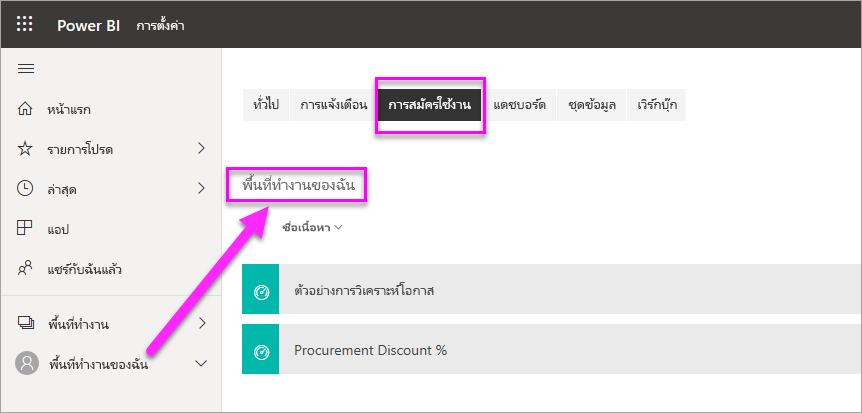 Power BI การตั้งค่า
หน้าแรก
รายการโปรด
ล่าสุด
แอป
แชร์กับฉันแล้ว
พื้นที่ทำงาน
พื้นที่ทำงานของฉัน
ทั่วไป การแจ้งเตือน การสมัครใช้งาน แดชบอร์ด ชุดข้อมูล เวิร์กบุ๊ก
พื้นที่ทำงานของฉัน
ชื่อเนื้อหา
ตัวอย่างการวิเคราะห์โอกาส
Procurement Discount %